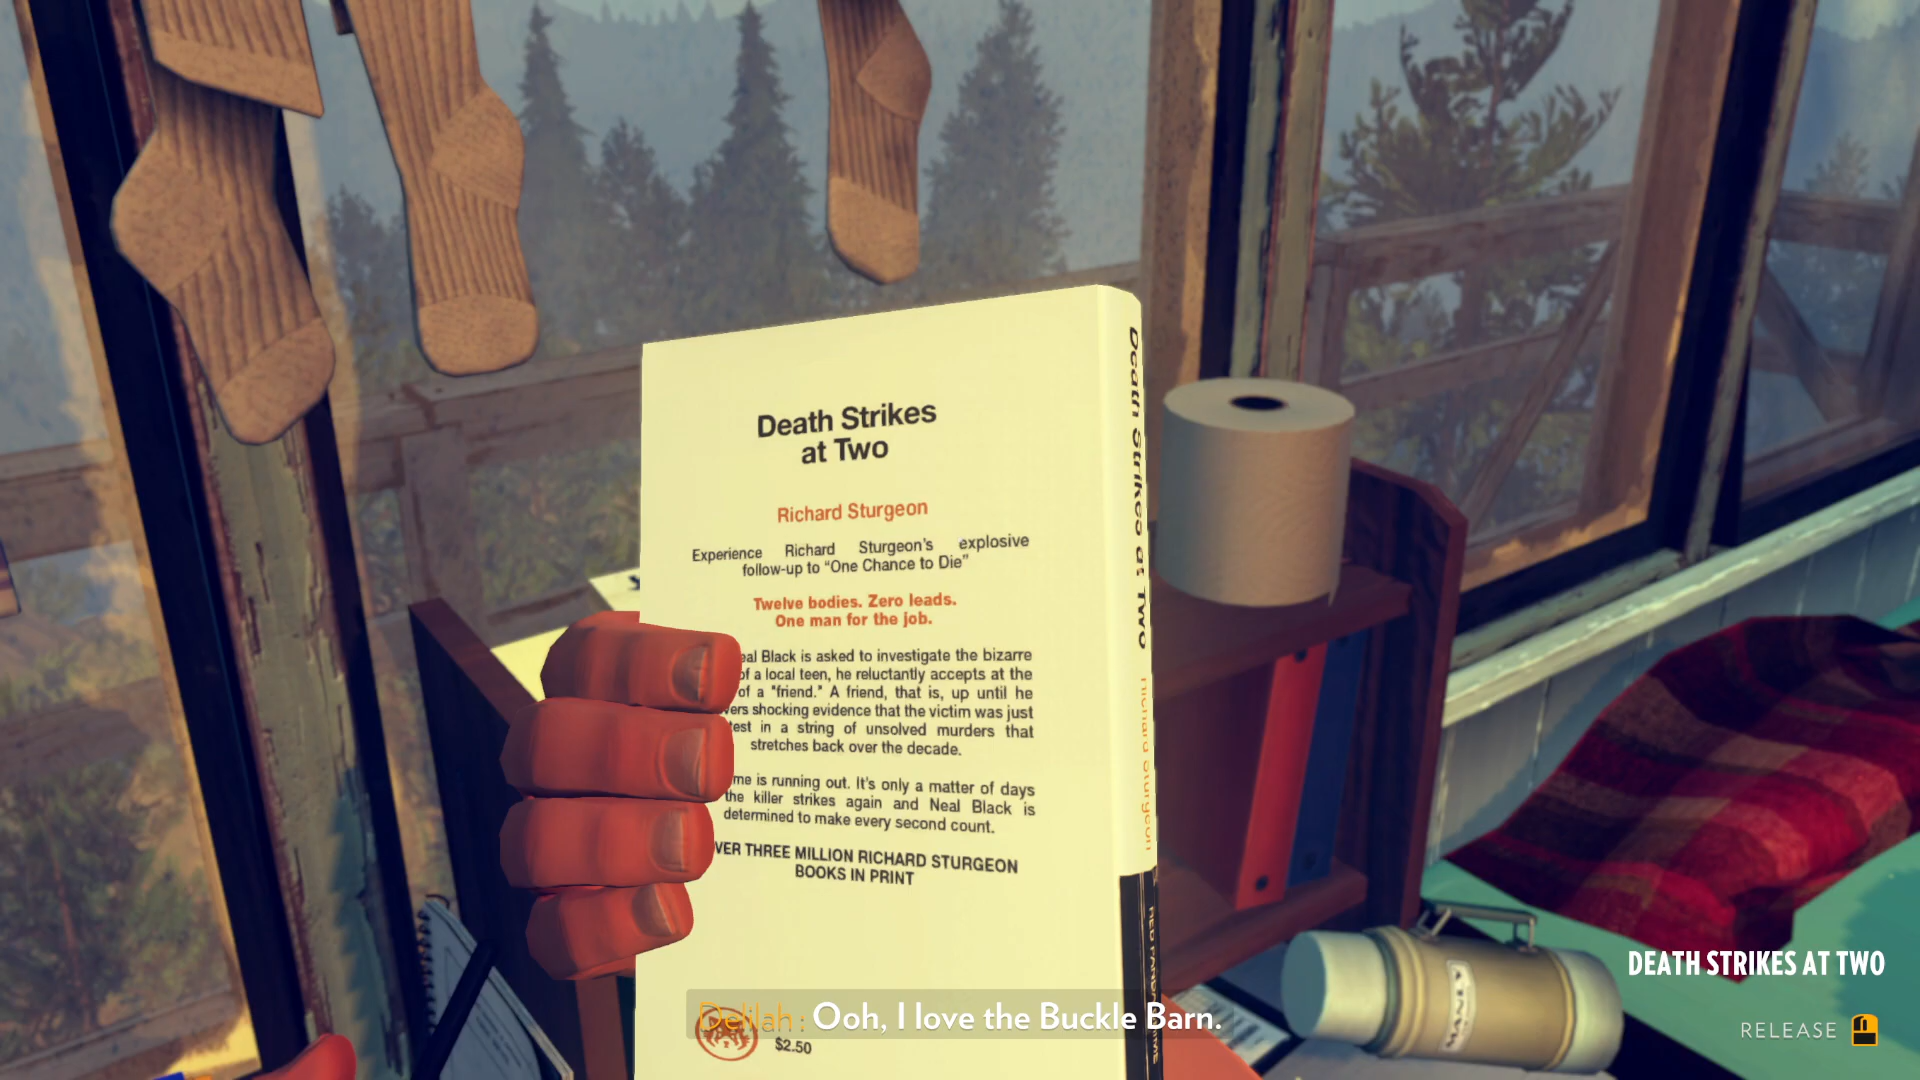 Death Strikes
at Two
Richard Sturgeon
Experience Richard Sturgeon's explosive
follow-up to “One Chance to Die”
Twelve bodies. Zero leads.
One man for the job.
Black is asked to investigate the bizarre
of a local teen, he reluctantly accepts at the
of a "friend." A friend, that is, up until he
shocking evidence that the victim was just
in a string of unsolved murders that
stretches back over the decade.
is running out. It's only a matter of days
the killer strikes again and Neal Black is
determined to make every second count.
THREE MILLION RICHARD STURGEON
BOOKS IN PRINT
$2.50
Death Strikes at Two
Richard Sturgeon
MANLY
Delilah: Ooh, I love the Buckle Barn.
DEATH STRIKES AT TWO
RELEASE